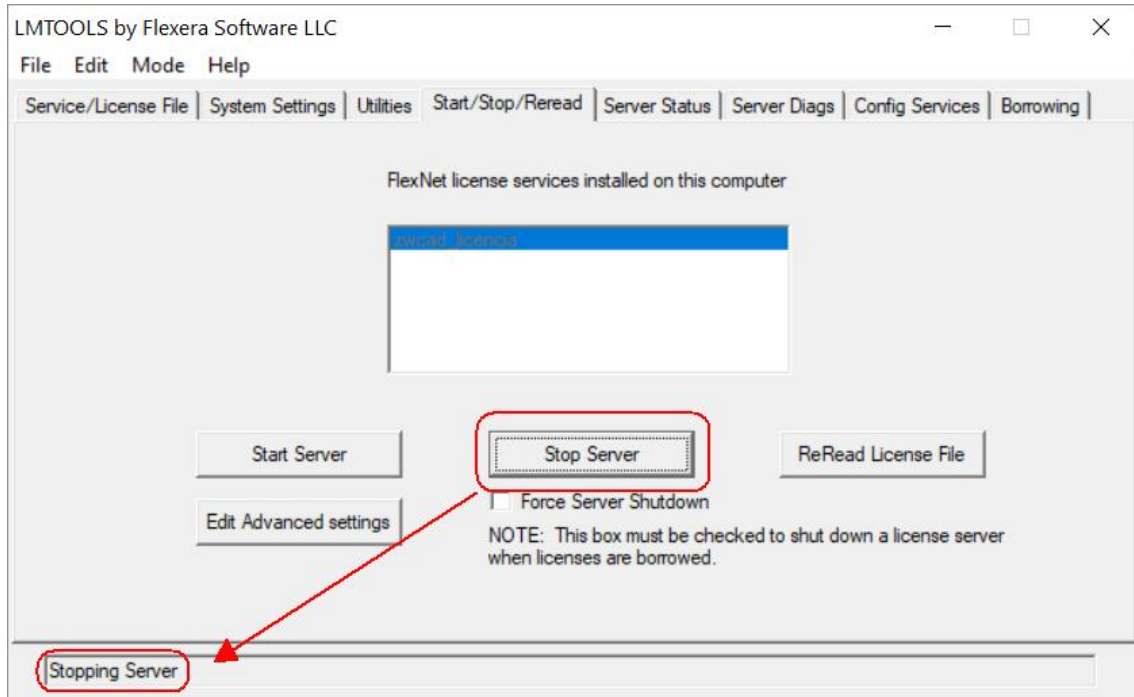 LMTOOLS by Flexera Software LLC
File Edit Mode Help
Service/License File System Settings Utilities Start/Stop/Reread Server Status Server Diags Config Services Borrowing
FlexNet license services installed on this computer
zwcad_licencia
Start Server Stop Server ReRead License File
Force Server Shutdown
Edit Advanced settings
NOTE: This box must be checked to shut down a license server
when licenses are borrowed.
Stopping Server